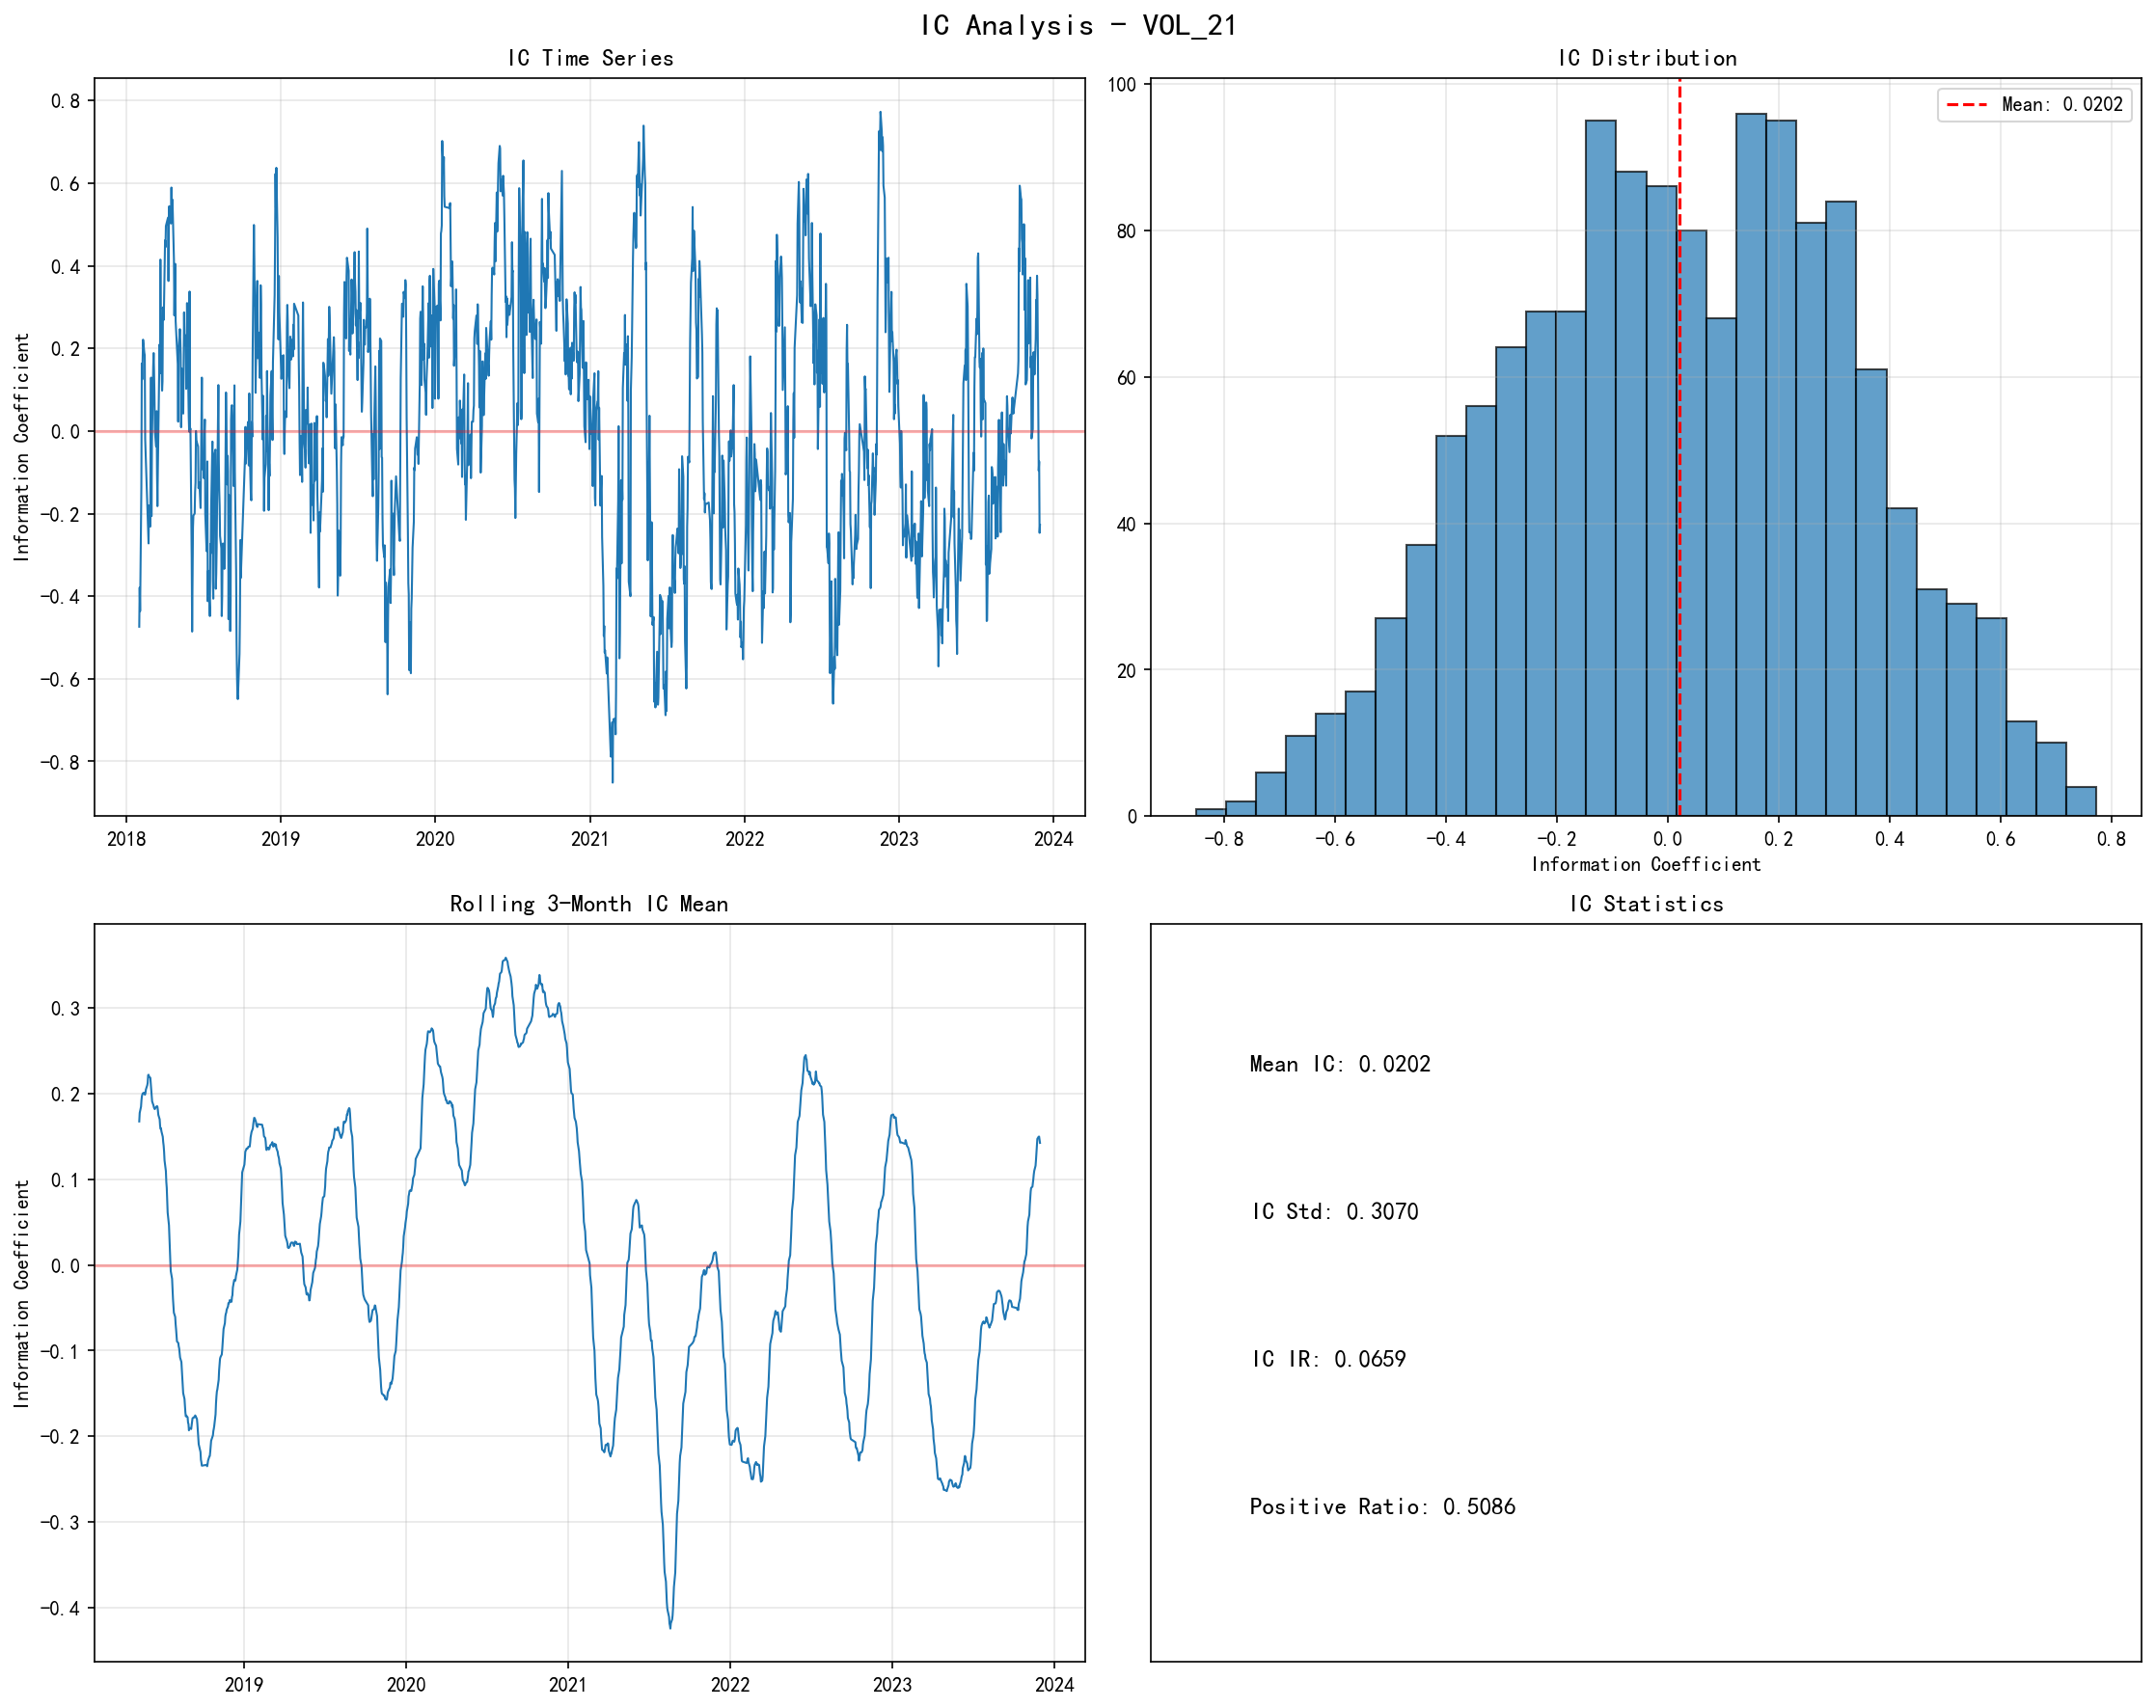 IC Analysis - VOL_21
IC Time Series
Information Coefficient
0.8
0.6
0.4
0.2
0.0
-0.2
-0.4
-0.6
-0.8
2018 2019 2020 2021 2022 2023 2024
IC Distribution
Mean: 0.0202
100
80
60
40
20
0
-0.8 -0.6 -0.4 -0.2 0.0 0.2 0.4 0.6 0.8
Information Coefficient
Rolling 3-Month IC Mean
Information Coefficient
0.3
0.2
0.1
0.0
-0.1
-0.2
-0.3
-0.4
2019 2020 2021 2022 2023 2024
IC Statistics
Mean IC: 0.0202
IC Std: 0.3070
IC IR: 0.0659
Positive Ratio: 0.5086